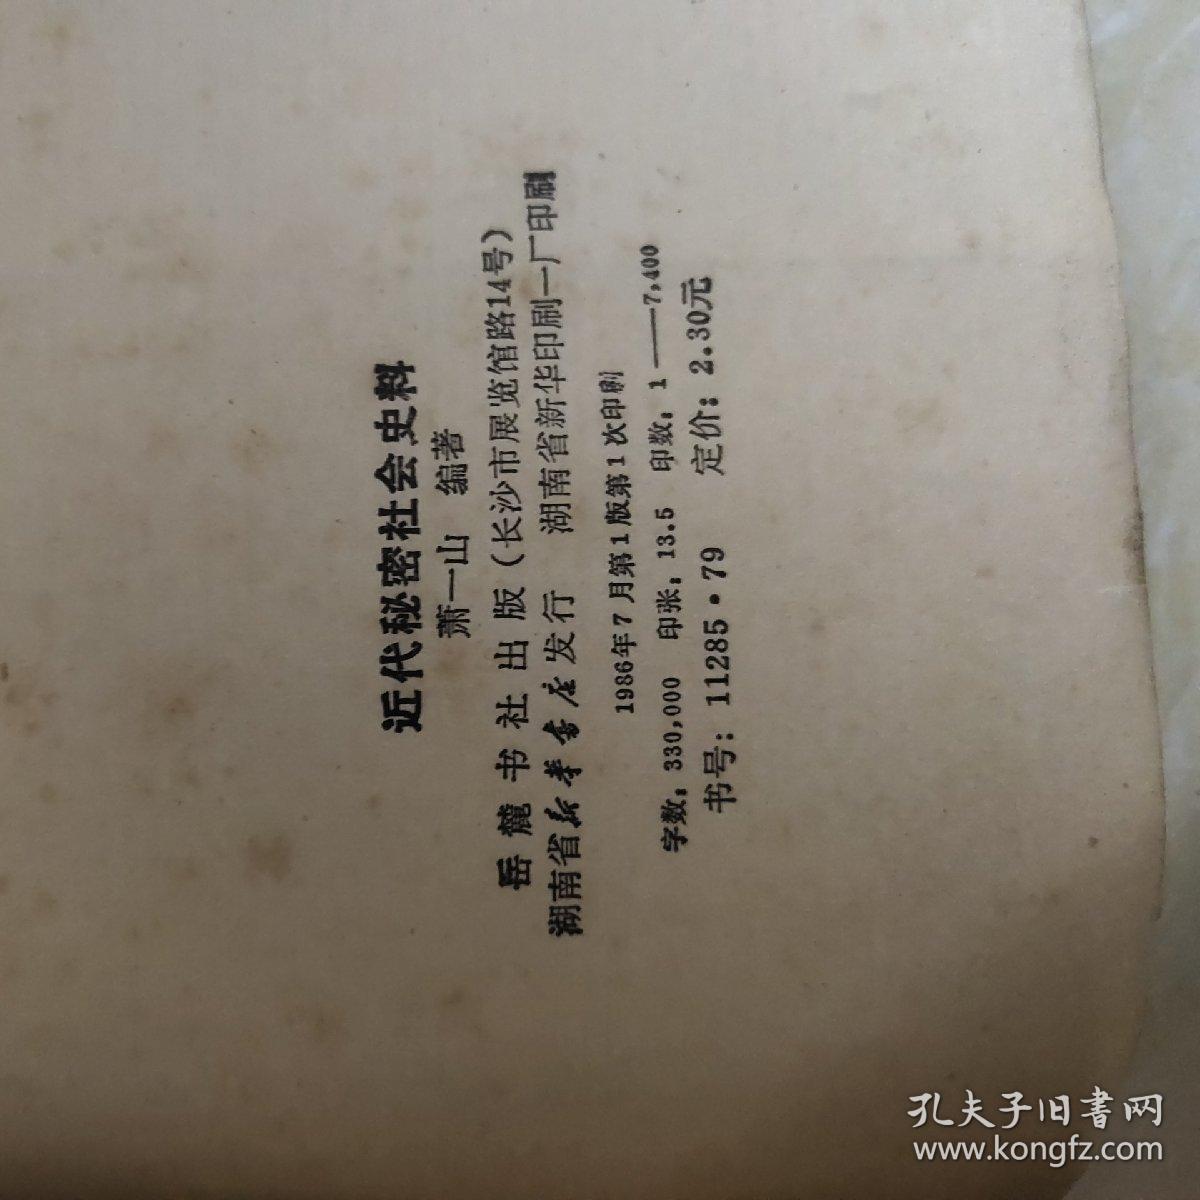 近代秘密社会史料
萧一山 编著
岳麓书社出版（长沙市展览馆路14号）
湖南省新华书店发行 湖南省新华印刷一厂印刷
1986年7月第1版第1次印刷
字数：330,000 印张：13.5 印数：1——7,400
书号：11285·79 定价：2.30元
孔夫子旧書网
www.kongfz.com